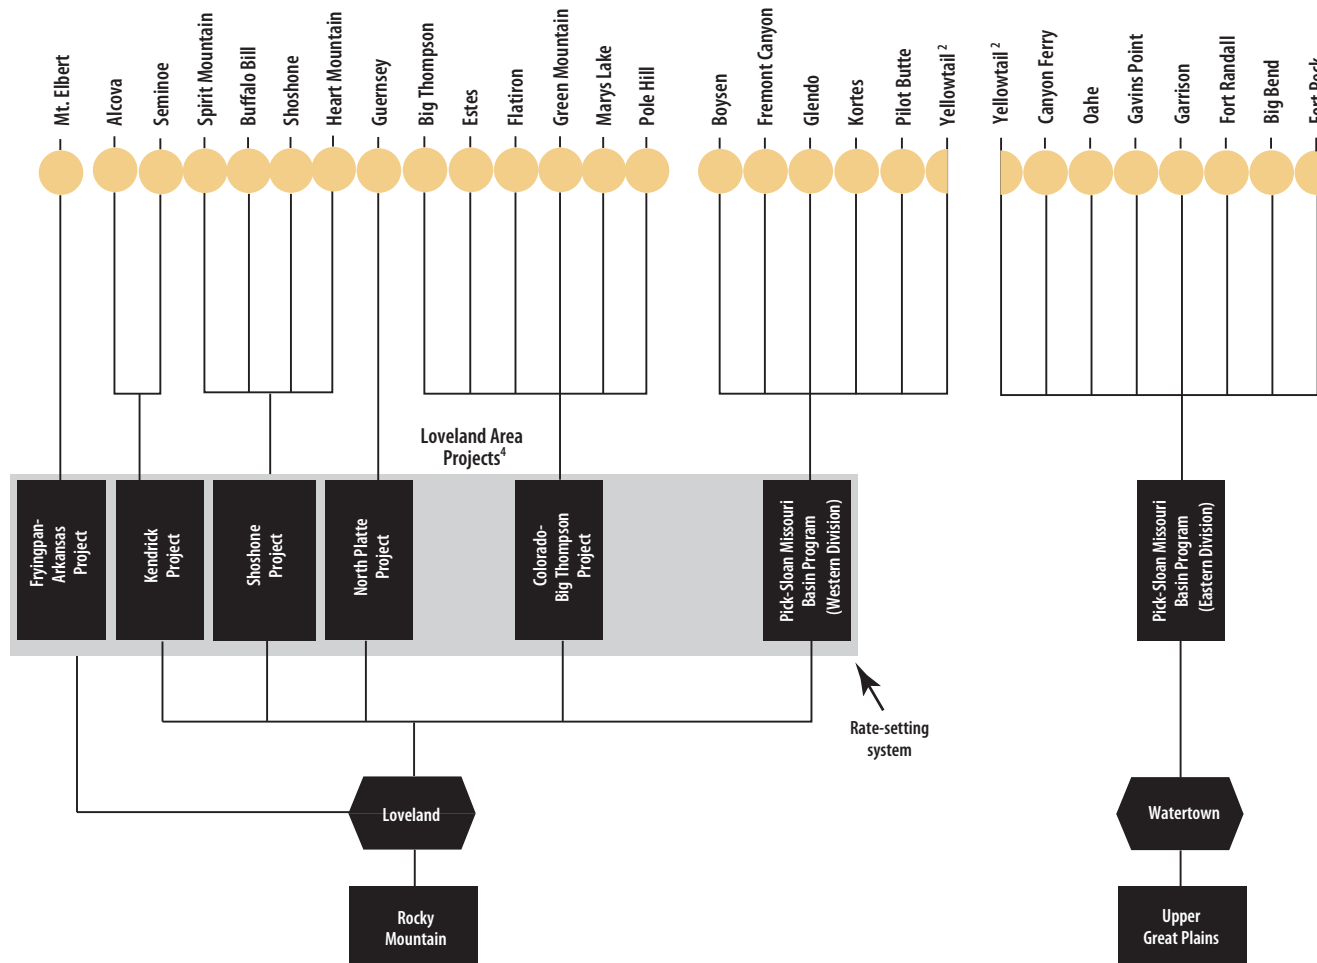 Mt. Elbert
Alcova
Seminoe
Spirit Mountain
Buffalo Bill
Shoshone
Heart Mountain
Guernsey
Big Thompson
Estes
Flatiron
Green Mountain
Marys Lake
Pole Hill
Boysen
Fremont Canyon
Glendo
Kortes
Pilot Butte
Yellowtail 2
Yellowtail 2
Canyon Ferry
Oahe
Gavins Point
Garrison
Fort Randall
Big Bend
Loveland Area
Projects4
Fryingpan-
Arkansas
Project
Kendrick
Project
Shoshone
Project
North Platte
Project
Colorado-
Big Thompson
Project
Pick-Sloan Missouri
Basin Program
(Western Division)
Pick-Sloan Missouri
Basin Program
(Eastern Division)
Rate-setting
system
Loveland
Watertown
Rocky
Mountain
Upper
Great Plains